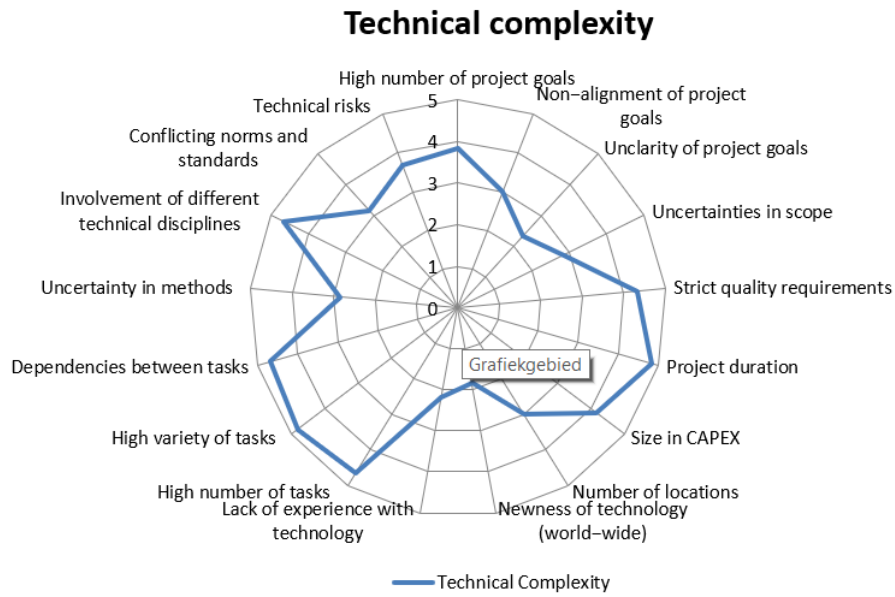 Technical complexity
High number of project goals
Non–alignment of project
goals
Unclarity of project goals
Uncertainties in scope
Strict quality requirements
Project duration
Size in CAPEX
Number of locations
Newness of technology
(world–wide)
Lack of experience with
technology
High number of tasks
High variety of tasks
Dependencies between tasks
Uncertainty in methods
Involvement of different
technical disciplines
Conflicting norms and
standards
Technical risks
5
4
3
2
1
0
Grafiekgebied
Technical Complexity